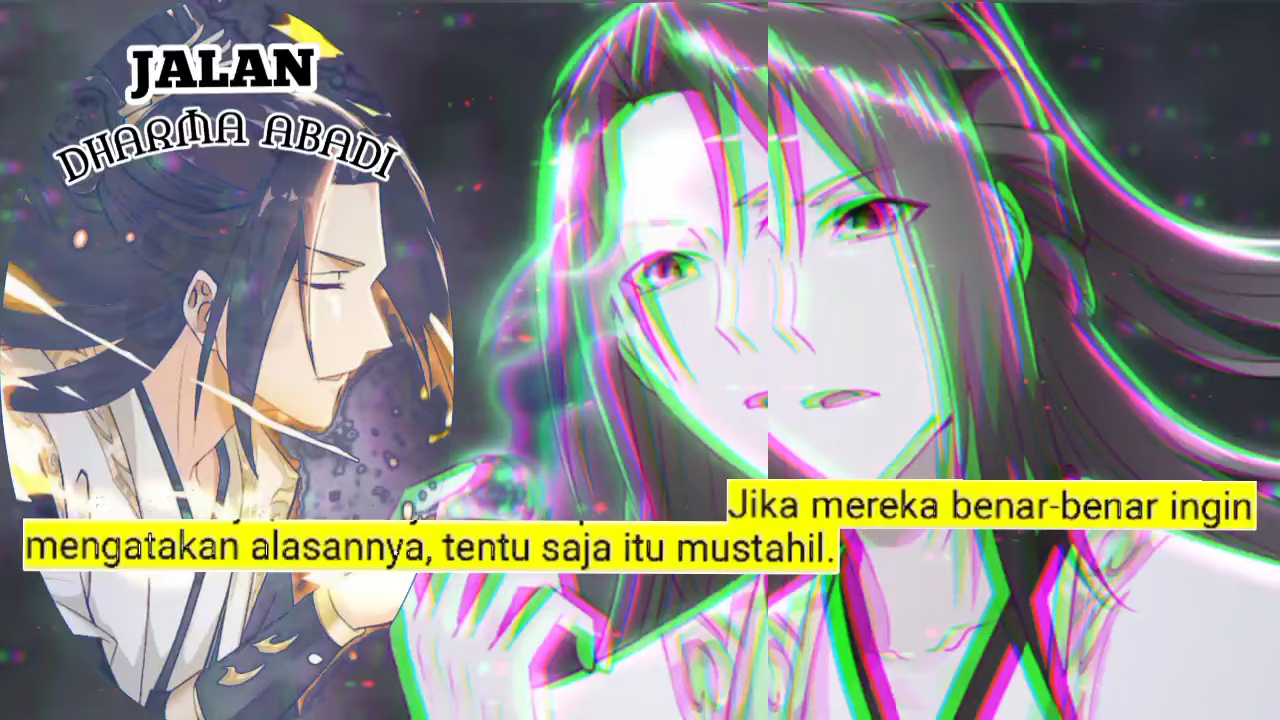 JALAN
DHARMA ABADI
Jika mereka benar-benar ingin
mengatakan alasannya, tentu saja itu mustahil.